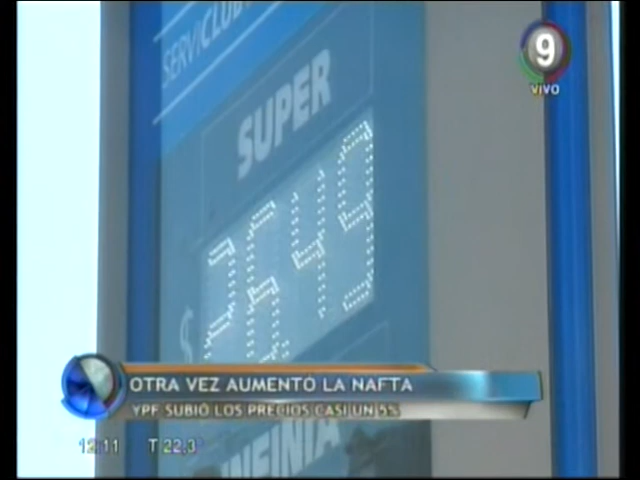 SERVICLUB
9
VIVO
SUPER
$
OTRA VEZ AUMENTÓ LA NAFTA
YPF SUBIÓ LOS PRECIOS CASI UN 5%
INFINIA
12:11 T 22,3°